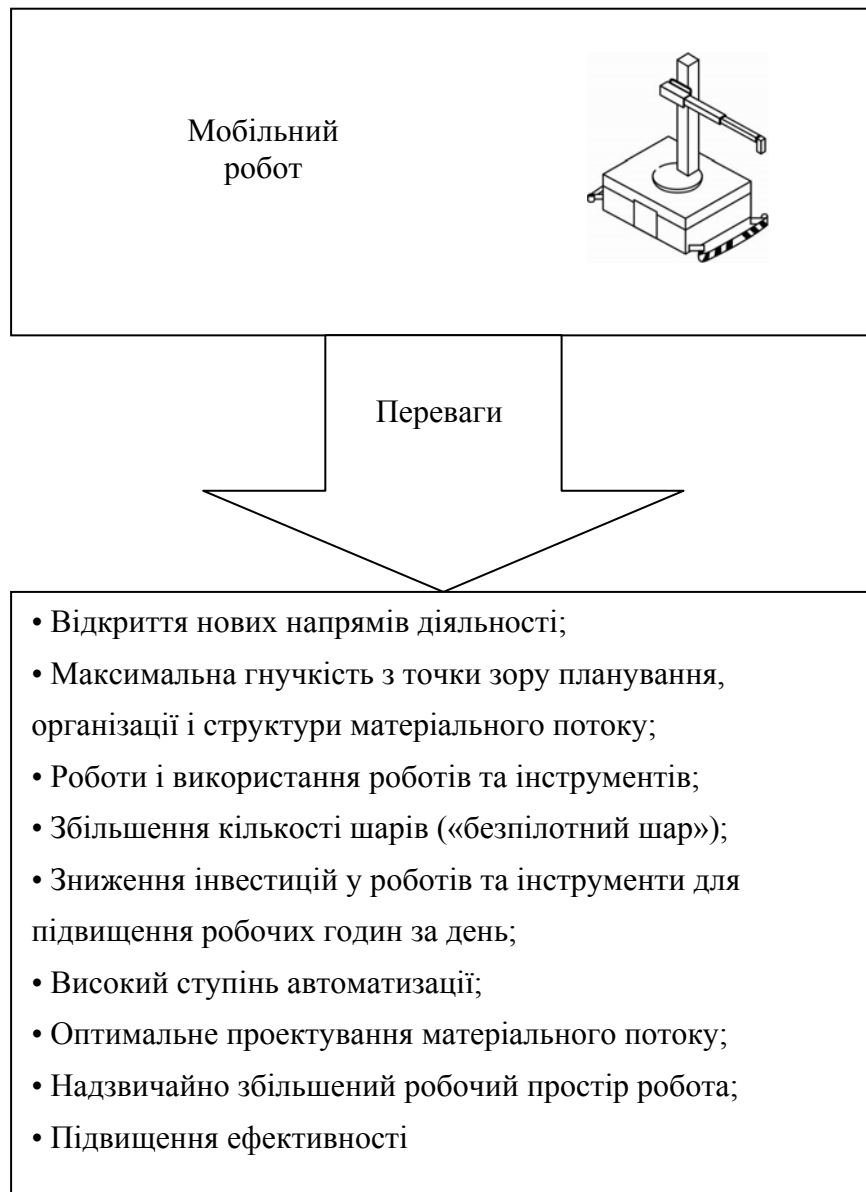 Мобільний
робот
Переваги
• Відкриття нових напрямів діяльності;
• Максимальна гнучкість з точки зору планування,
організації і структури матеріального потоку;
• Роботи і використання роботів та інструментів;
• Збільшення кількості шарів («безпілотний шар»);
• Зниження інвестицій у роботів та інструменти для
підвищення робочих годин за день;
• Високий ступінь автоматизації;
• Оптимальне проектування матеріального потоку;
• Надзвичайно збільшений робочий простір робота;
• Підвищення ефективності